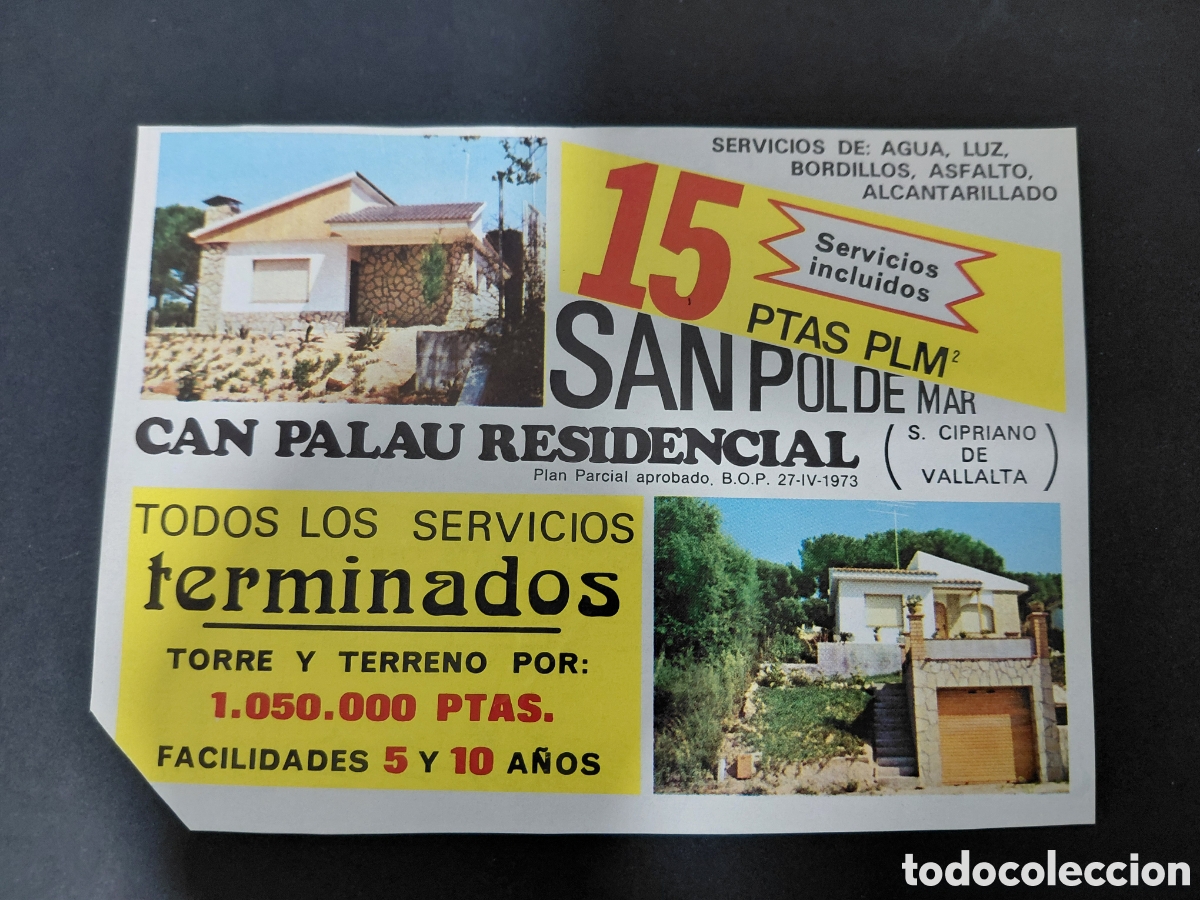 SERVICIOS DE: AGUA, LUZ,
BORDILLOS, ASFALTO,
ALCANTARILLADO
15
Servicios
incluidos
PTAS PLM²
SAN POL DE MAR
CAN PALAU RESIDENCIAL
(S. CIPRIANO
DE
VALLALTA)
Plan Parcial aprobado. B.O.P. 27-IV-1973
TODOS LOS SERVICIOS
terminados
TORRE Y TERRENO POR:
1.050.000 PTAS.
FACILIDADES 5 Y 10 AÑOS
todocoleccion